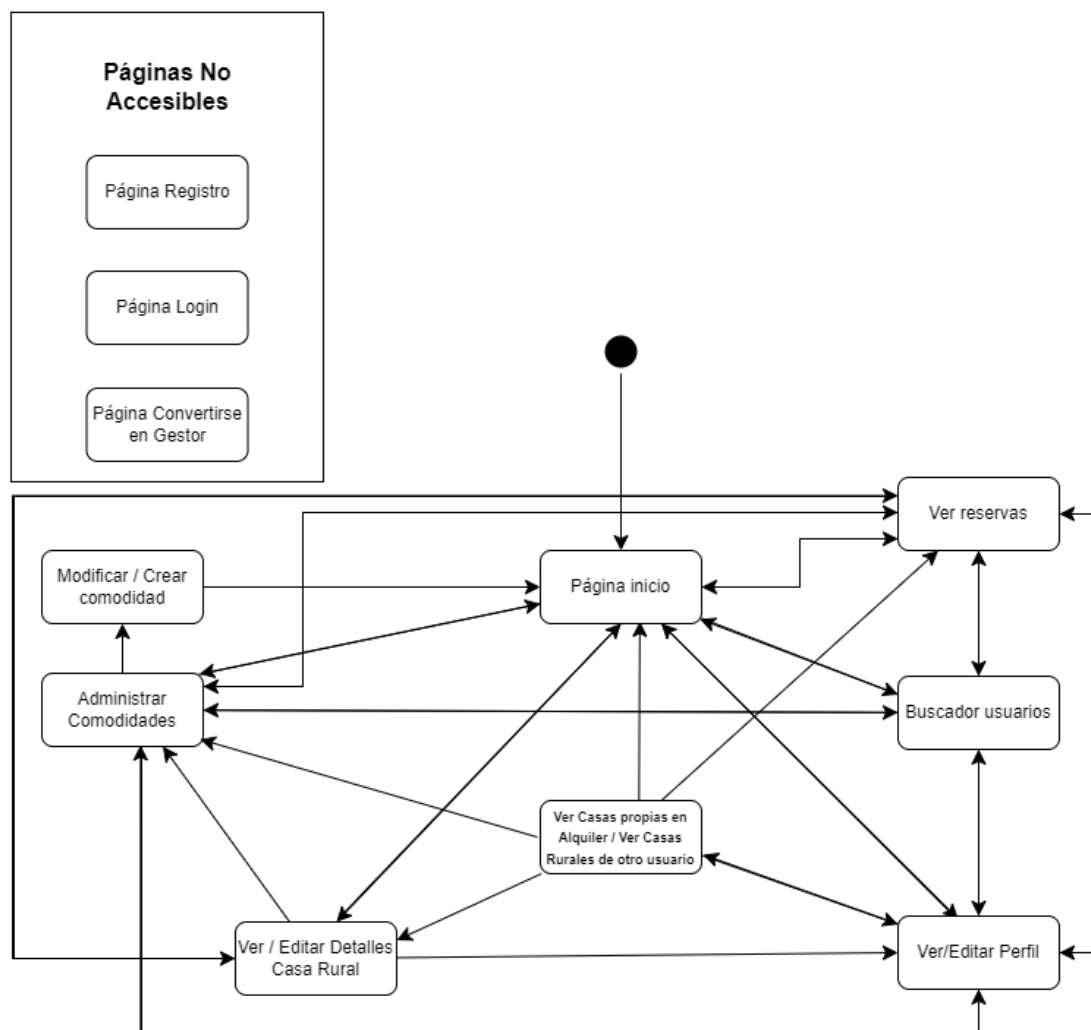 Páginas No
Accesibles
Página Registro
Página Login
Página Convertirse
en Gestor
Ver reservas
Modificar / Crear
comodidad
Página inicio
Administrar
Comodidades
Buscador usuarios
Ver Casas propias en
Alquiler / Ver Casas
Rurales de otro usuario
Ver / Editar Detalles
Casa Rural
Ver/Editar Perfil